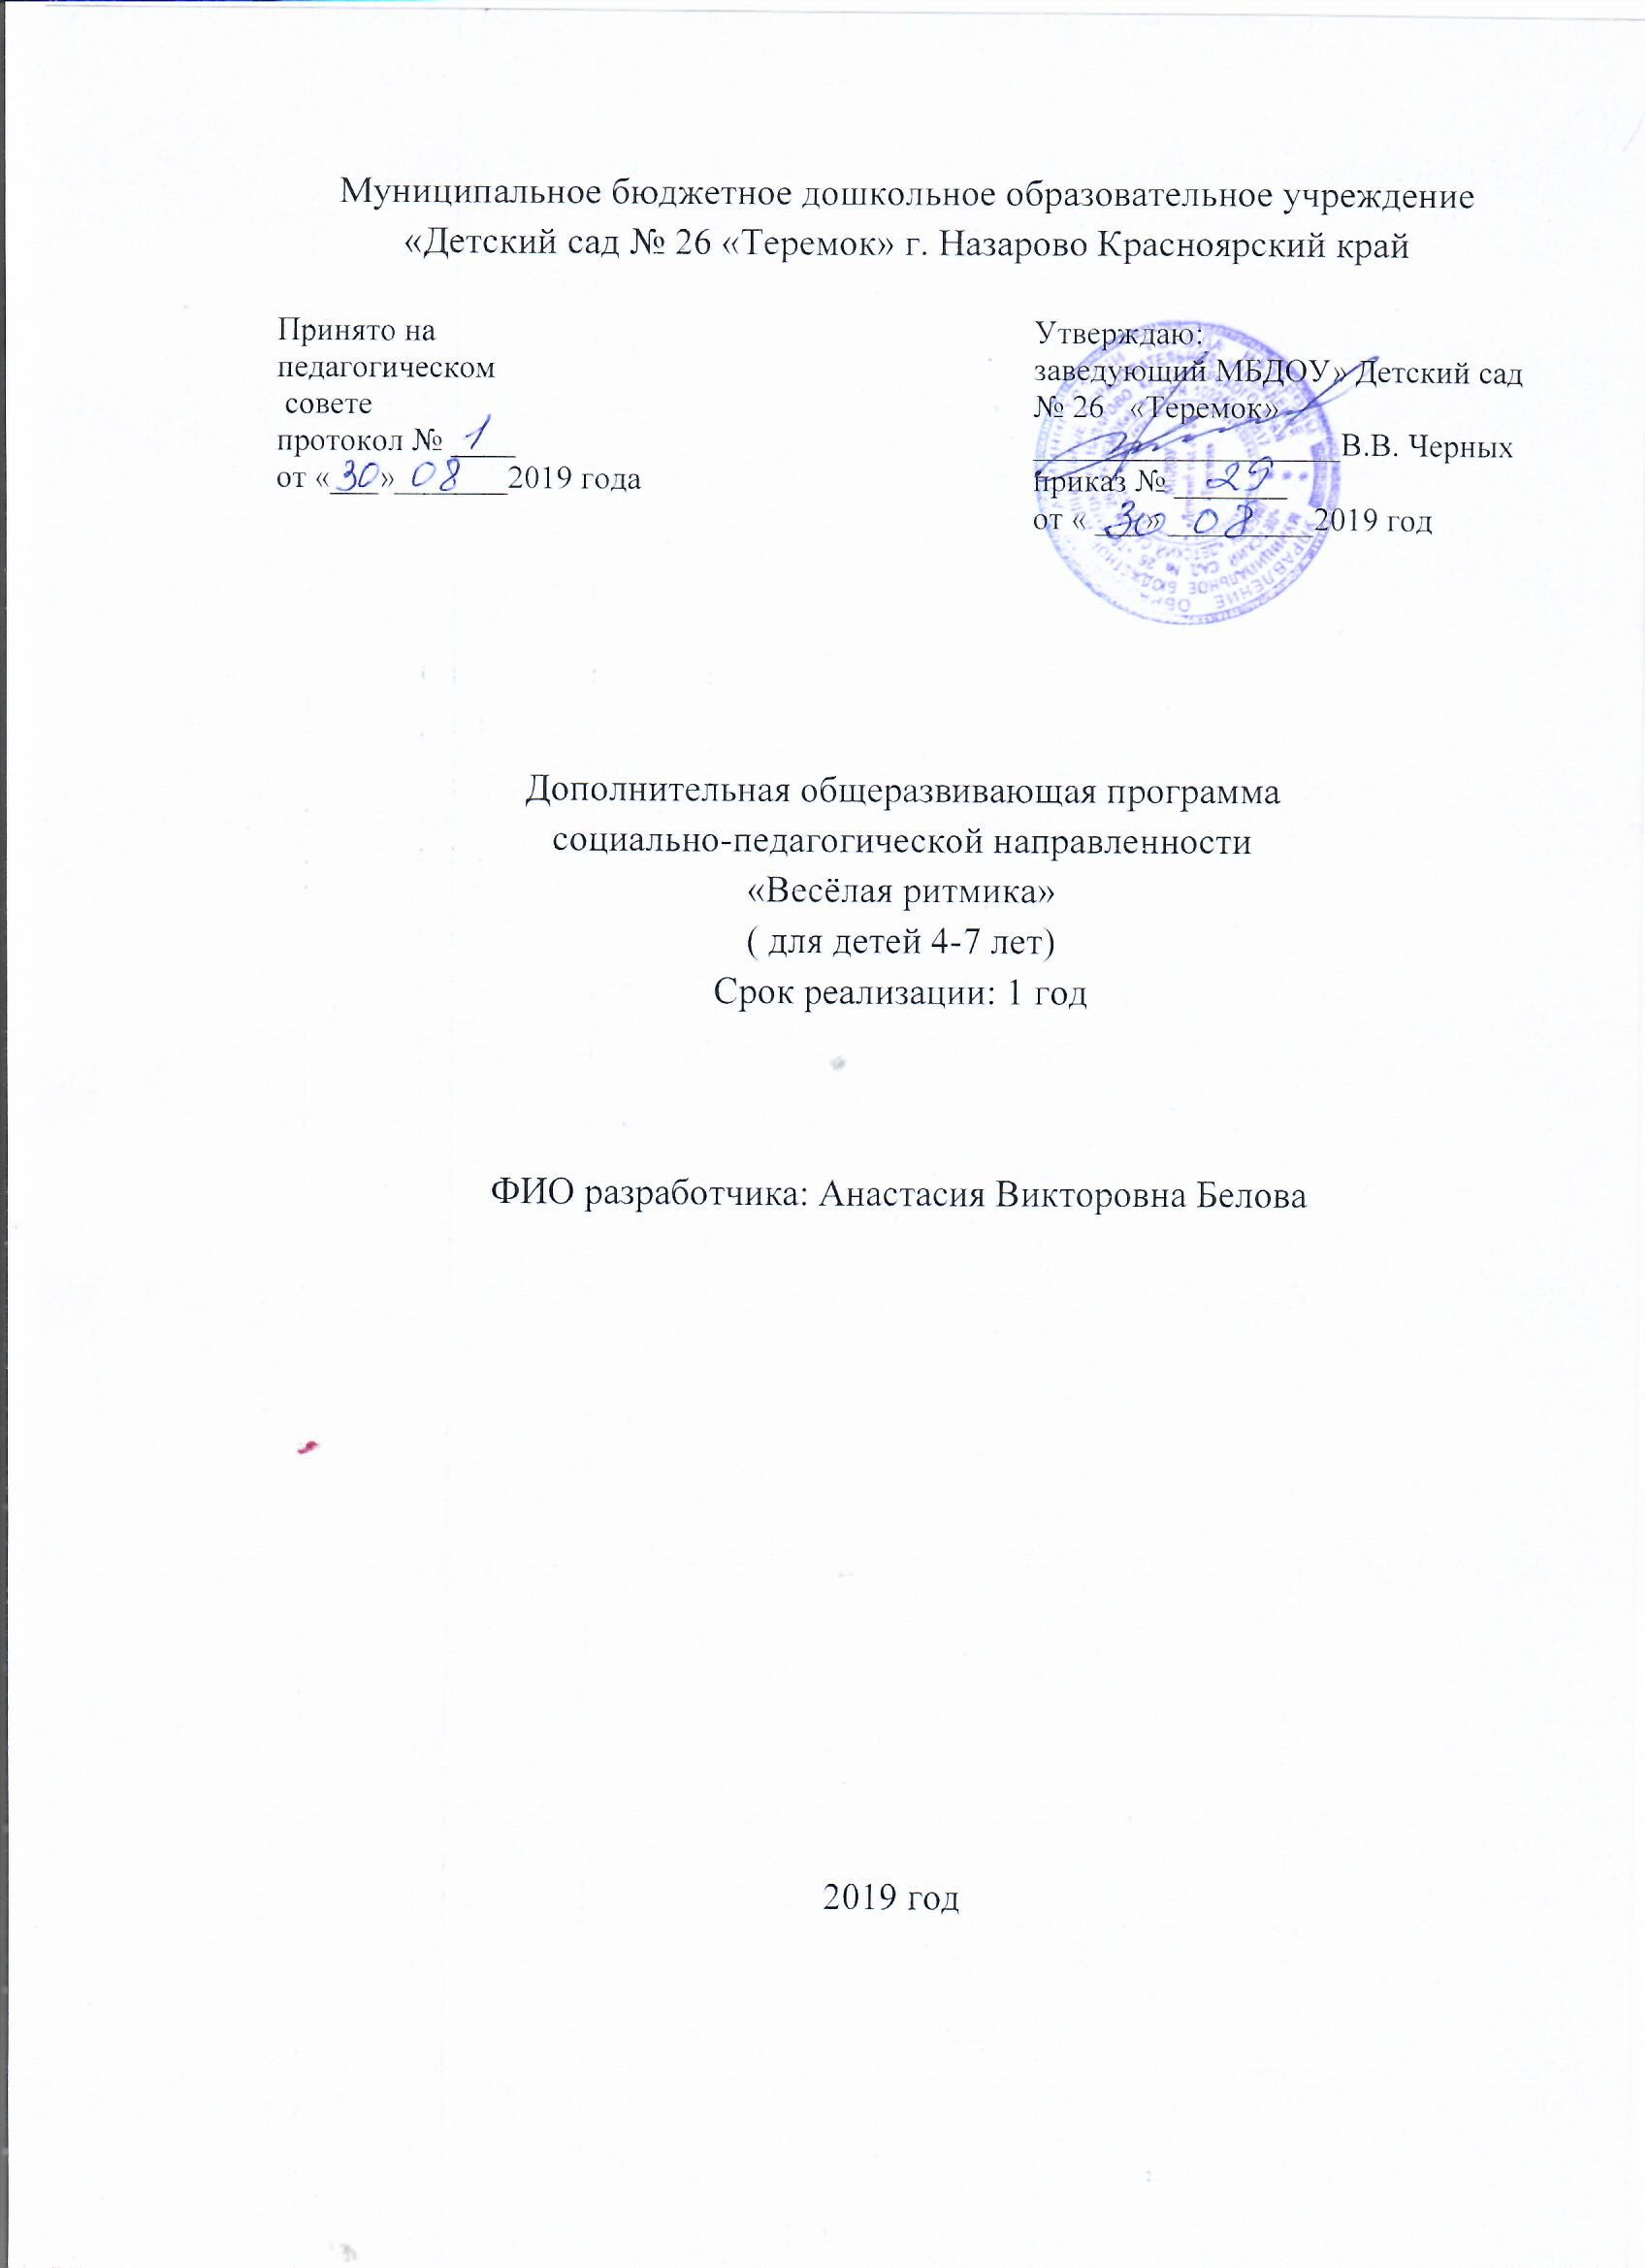 Муниципальное бюджетное дошкольное образовательное учреждение
«Детский сад № 26 «Теремок» г. Назарово Красноярский край
Принято на
педагогическом
совете
протокол № 1
от «30» 08 2019 года
Утверждаю:
заведующий МБДОУ» Детский сад
№ 26 «Теремок»
В.В. Черных
приказ № 29
от «30» 08 2019 год
Дополнительная общеразвивающая программа
социально-педагогической направленности
«Весёлая ритмика»
( для детей 4-7 лет)
Срок реализации: 1 год
ФИО разработчика: Анастасия Викторовна Белова
2019 год